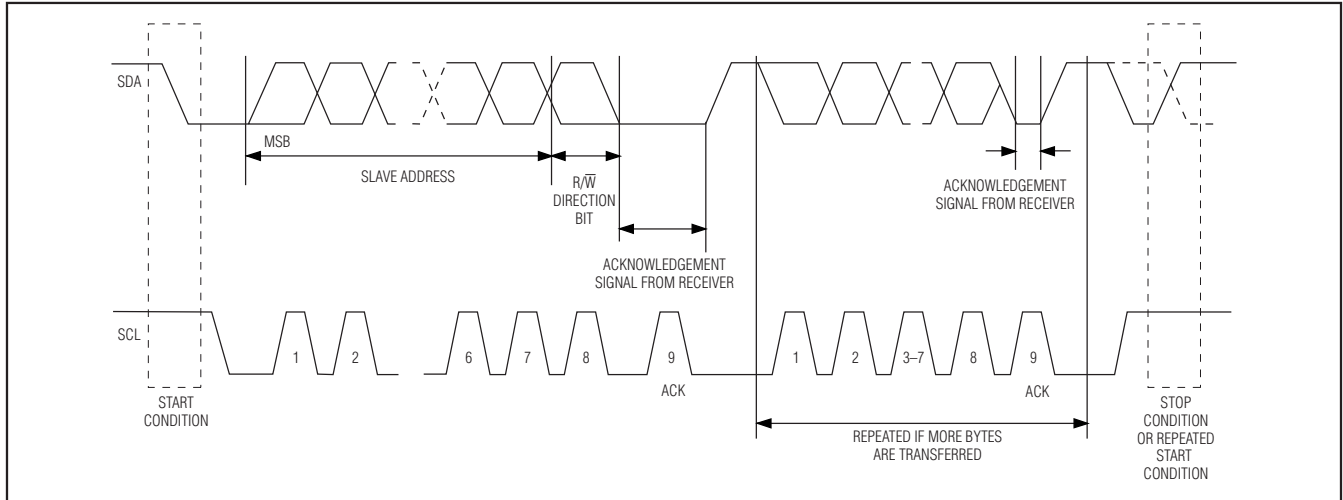 SDA
MSB
SLAVE ADDRESS
R/W̅
DIRECTION
BIT
ACKNOWLEDGEMENT
SIGNAL FROM RECEIVER
ACKNOWLEDGEMENT
SIGNAL FROM RECEIVER
SCL
1
2
6
7
8
9
ACK
1
2
3–7
8
9
ACK
START
CONDITION
REPEATED IF MORE BYTES
ARE TRANSFERRED
STOP
CONDITION
OR REPEATED
START
CONDITION